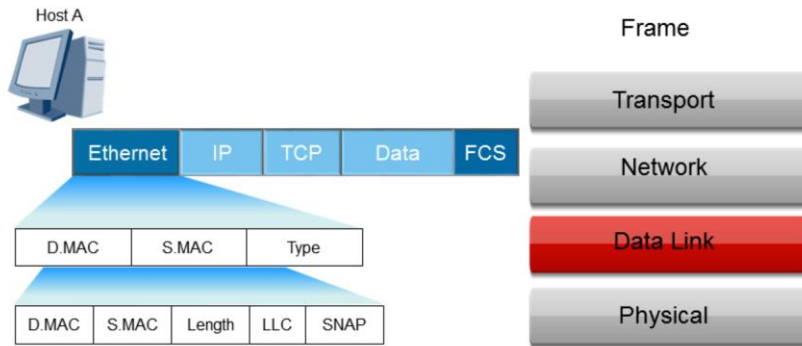 Host A
Frame
Transport
Ethernet IP TCP Data FCS
Network
D.MAC S.MAC Type
Data Link
D.MAC S.MAC Length LLC SNAP
Physical